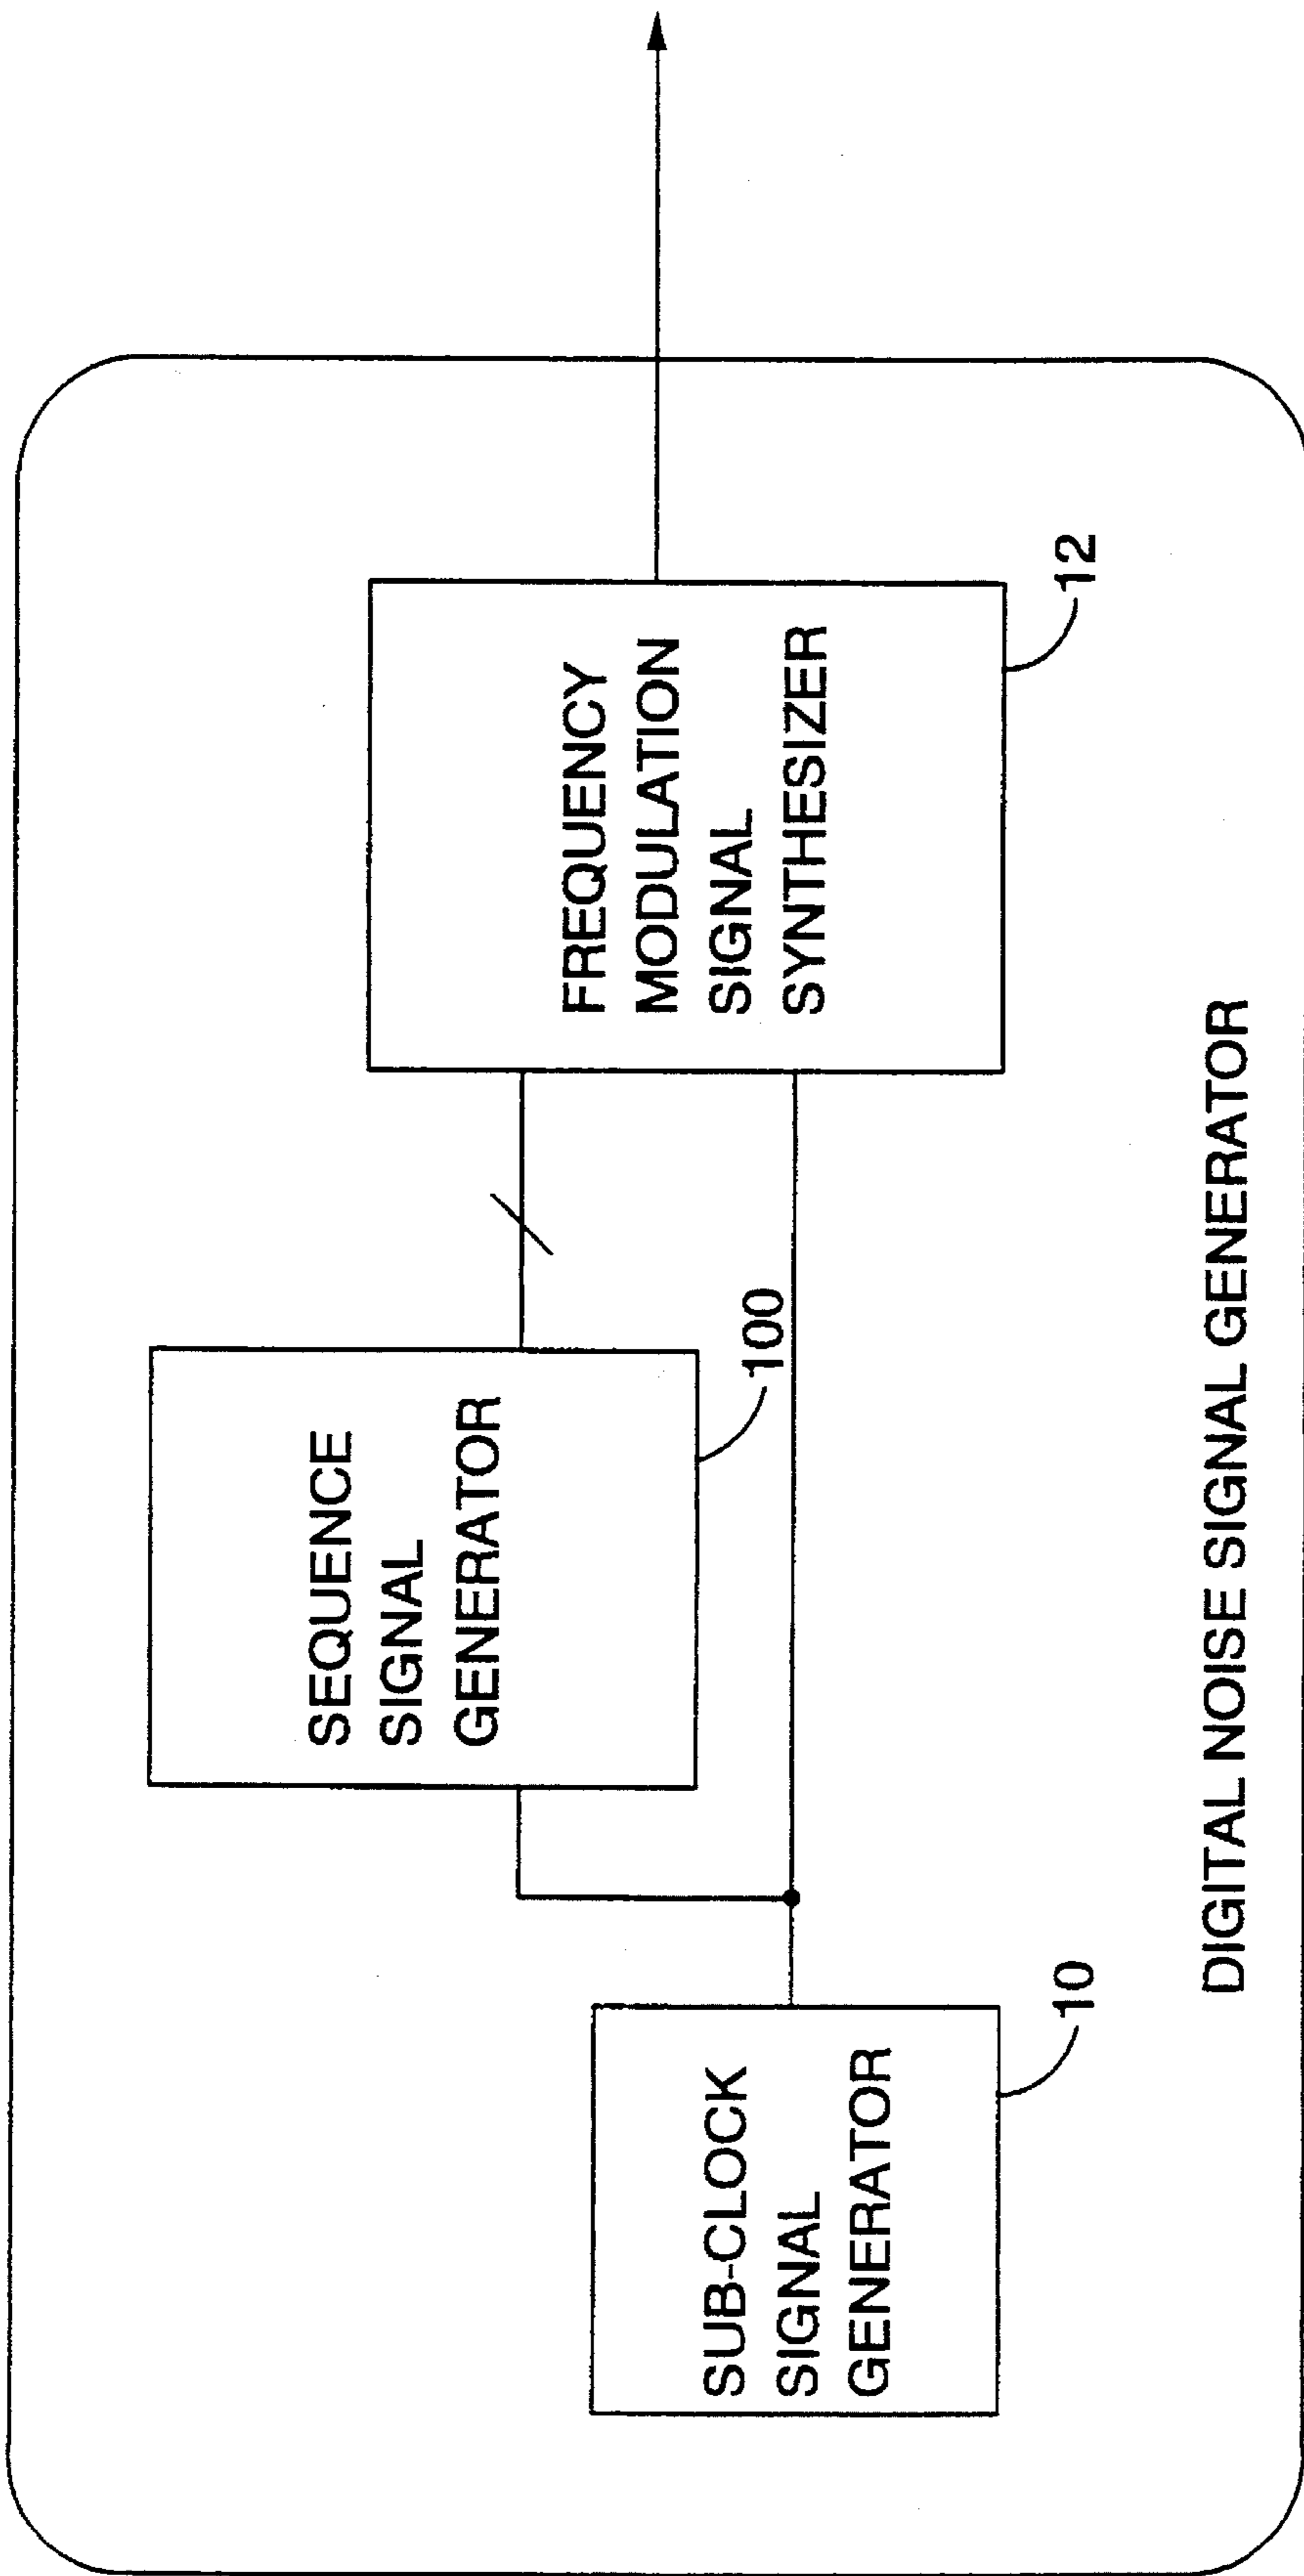 SEQUENCE
SIGNAL
GENERATOR
100
SUB-CLOCK
SIGNAL
GENERATOR
10
FREQUENCY
MODULATION
SIGNAL
SYNTHESIZER
12
DIGITAL NOISE SIGNAL GENERATOR